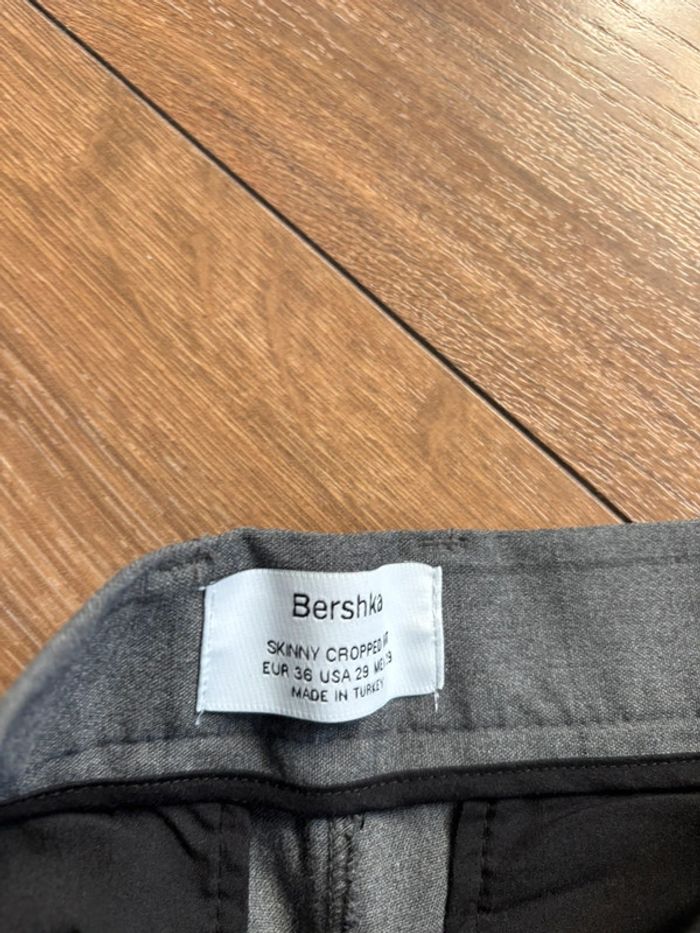 Bershka
SKINNY CROPPED
EUR 36 USA 29
MADE IN TURKEY